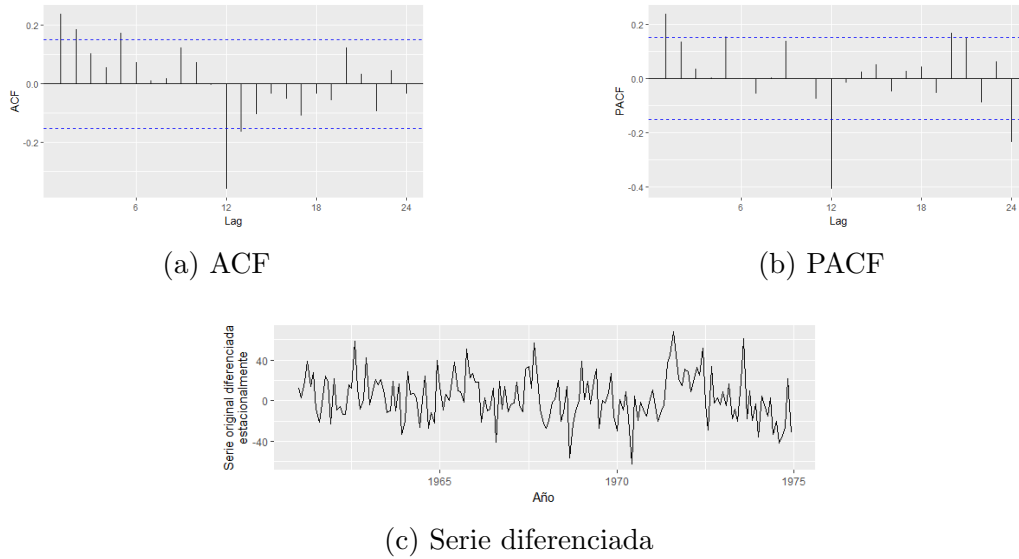 0.2
0.0
-0.2
ACF
6
12
18
24
Lag
(a) ACF
0.2
0.0
-0.2
-0.4
PACF
6
12
18
24
Lag
(b) PACF
Serie original diferenciada
estacionalmente
40
0
-40
1965
1970
1975
Año
(c) Serie diferenciada